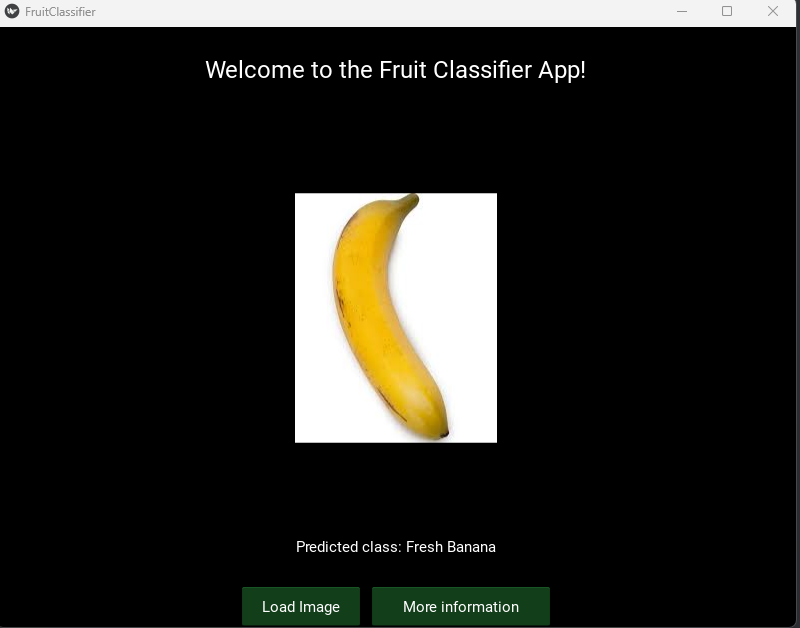 FruitClassifier
Welcome to the Fruit Classifier App!
Predicted class: Fresh Banana
Load Image
More information